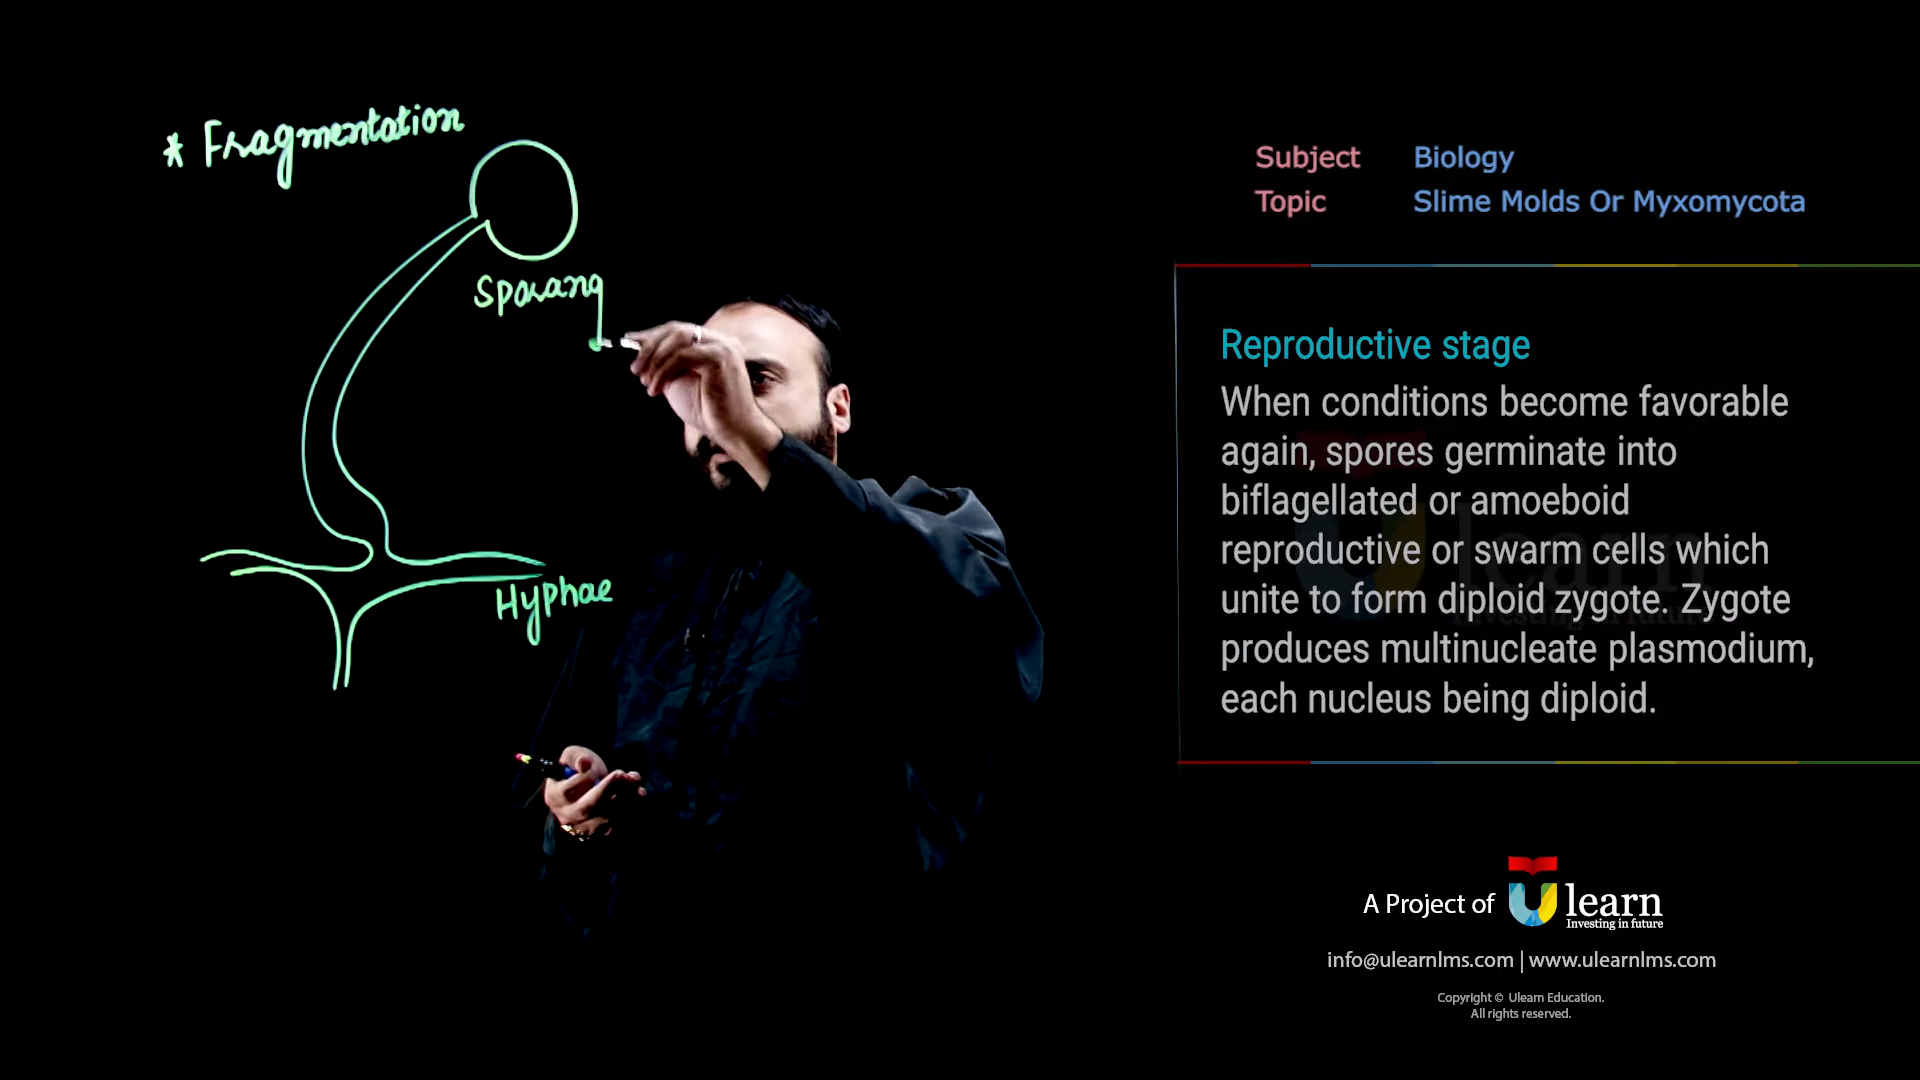 * Fragmentation
Sporang
Hyphae
Subject Biology
Topic Slime Molds Or Myxomycota
Reproductive stage
When conditions become favorable
again, spores germinate into
biflagellated or amoeboid
reproductive or swarm cells which
unite to form diploid zygote. Zygote
produces multinucleate plasmodium,
each nucleus being diploid.
A Project of Ulearn
Investing in future
info@ulearnlms.com | www.ulearnlms.com
Copyright © Ulearn Education.
All rights reserved.